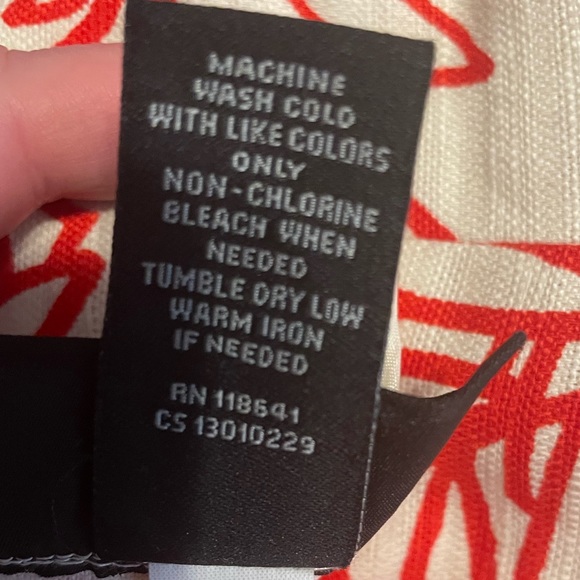 MACHINE
WASH COLD
WITH LIKE COLORS
ONLY
NON-CHLORINE
BLEACH WHEN
NEEDED
TUMBLE DRY LOW
WARM IRON
IF NEEDED
RN 118641
CS 13010229